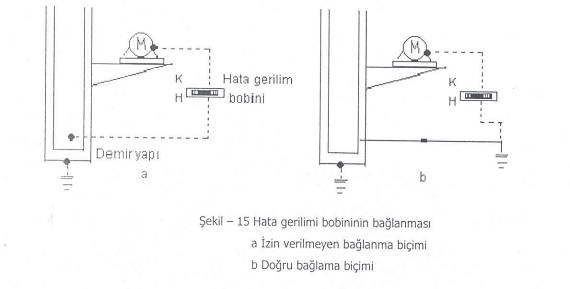 M
K
H
Hata gerilim
bobini
Demir yapı
a
M
K
H
b
Şekil – 15 Hata gerilimi bobininin bağlanması
a İzin verilmeyen bağlanma biçimi
b Doğru bağlama biçimi